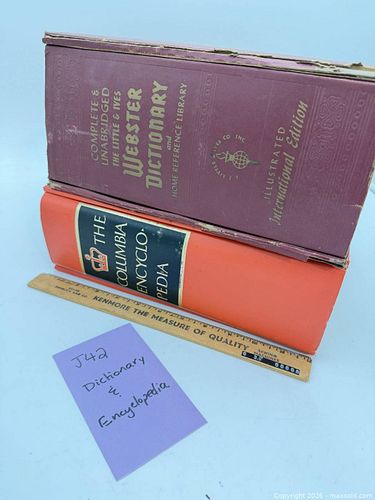 COMPLETE &
UNABRIDGED
THE LITTLE & IVES
WEBSTER
DICTIONARY
and
HOME REFERENCE LIBRARY
ILLUSTRATED
International Edition
THE
COLUMBIA
ENCYCLO-
PEDIA
KENMORE THE MEASURE OF QUALITY
J42
Dictionary
&
Encyclopedia
© Copyright 2026 - maxsold.com